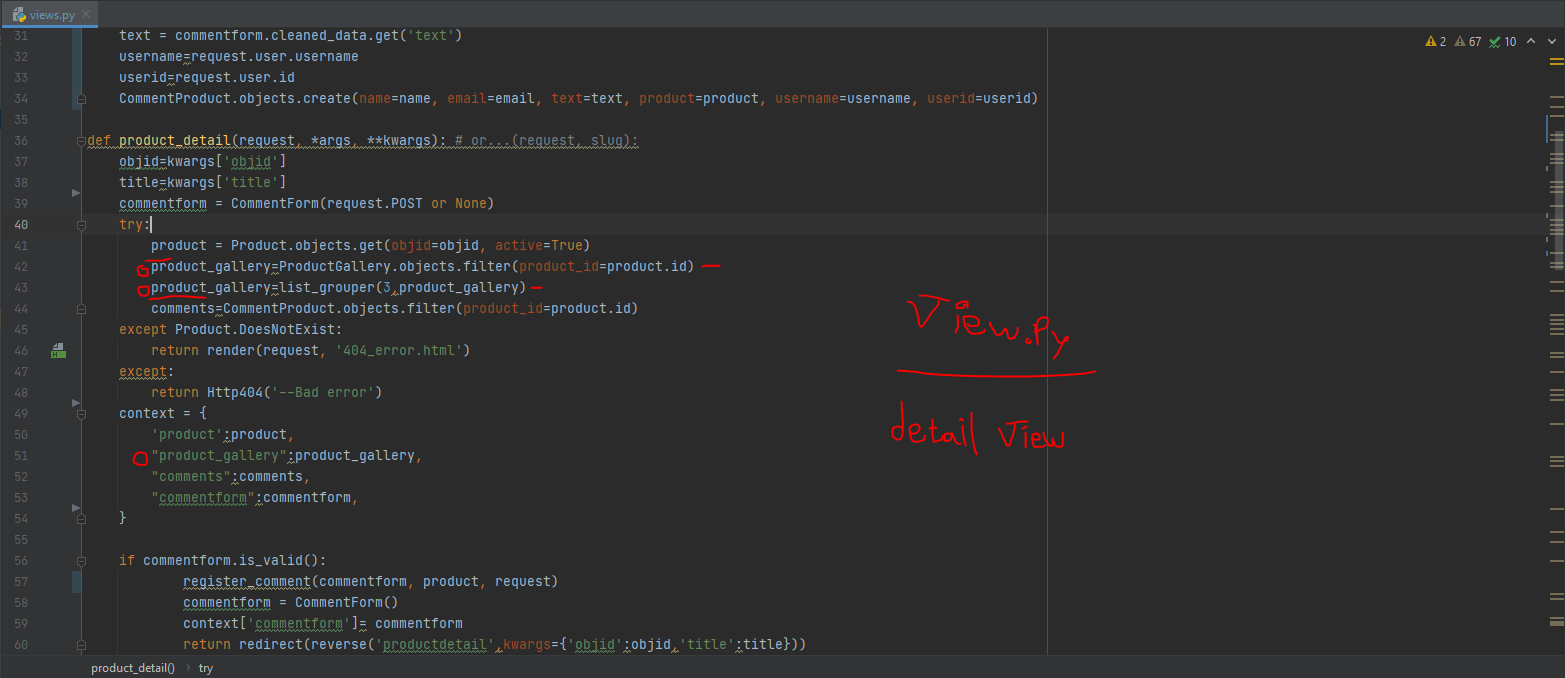 views.py
2 67 10
31 text = commentform.cleaned_data.get('text')
32 username=request.user.username
33 userid=request.user.id
34 CommentProduct.objects.create(name=name, email=email, text=text, product=product, username=username, userid=userid)
35
36 def product_detail(request, *args, **kwargs): # or...(request, slug):
37 objid=kwargs['objid']
38 title=kwargs['title']
39 commentform = CommentForm(request.POST or None)
40 try:
41 product = Product.objects.get(objid=objid, active=True)
42 product_gallery=ProductGallery.objects.filter(product_id=product.id)
43 product_gallery=list_grouper(3,product_gallery)
44 comments=CommentProduct.objects.filter(product_id=product.id)
45 except Product.DoesNotExist:
46 return render(request, '404_error.html')
47 except:
48 return Http404('--Bad error')
49 context = {
50 'product':product,
51 "product_gallery":product_gallery,
52 "comments":comments,
53 "commentform":commentform,
54 }
55
56 if commentform.is_valid():
57 register_comment(commentform, product, request)
58 commentform = CommentForm()
59 context['commentform']= commentform
60 return redirect(reverse('productdetail',kwargs={'objid':objid,'title':title}))
View.py
detail View
product_detail() › try